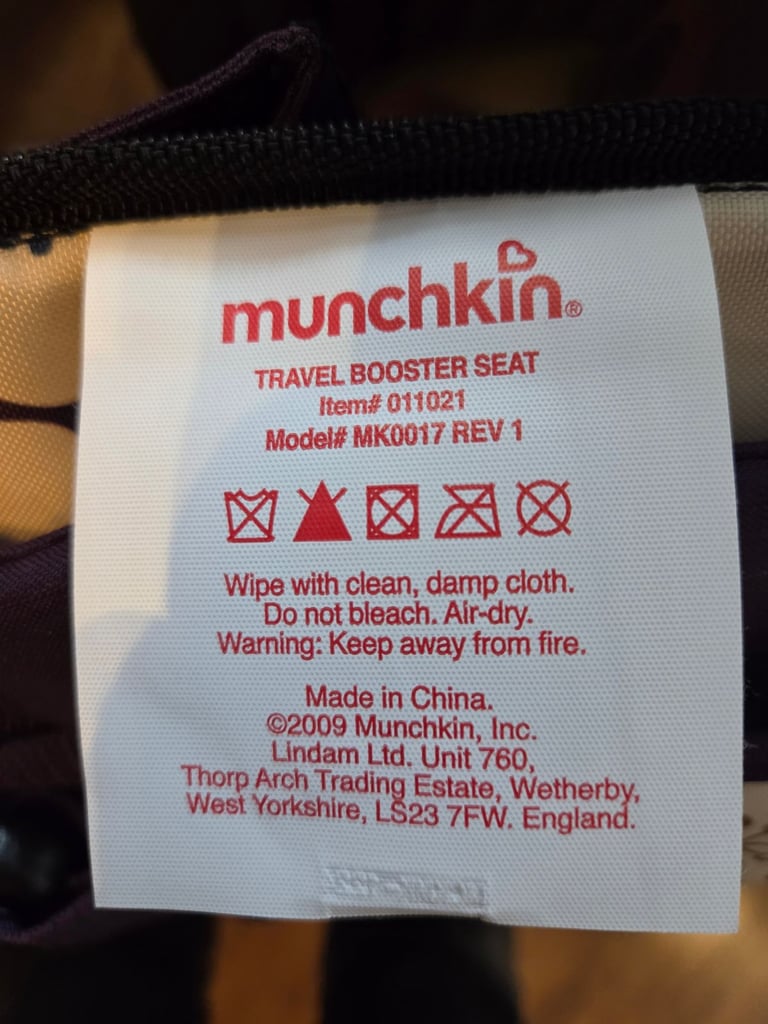 munchkin®
TRAVEL BOOSTER SEAT
Item# 011021
Model# MK0017 REV 1
Wipe with clean, damp cloth.
Do not bleach. Air-dry.
Warning: Keep away from fire.
Made in China.
©2009 Munchkin, Inc.
Lindam Ltd. Unit 760,
Thorp Arch Trading Estate, Wetherby,
West Yorkshire, LS23 7FW. England.